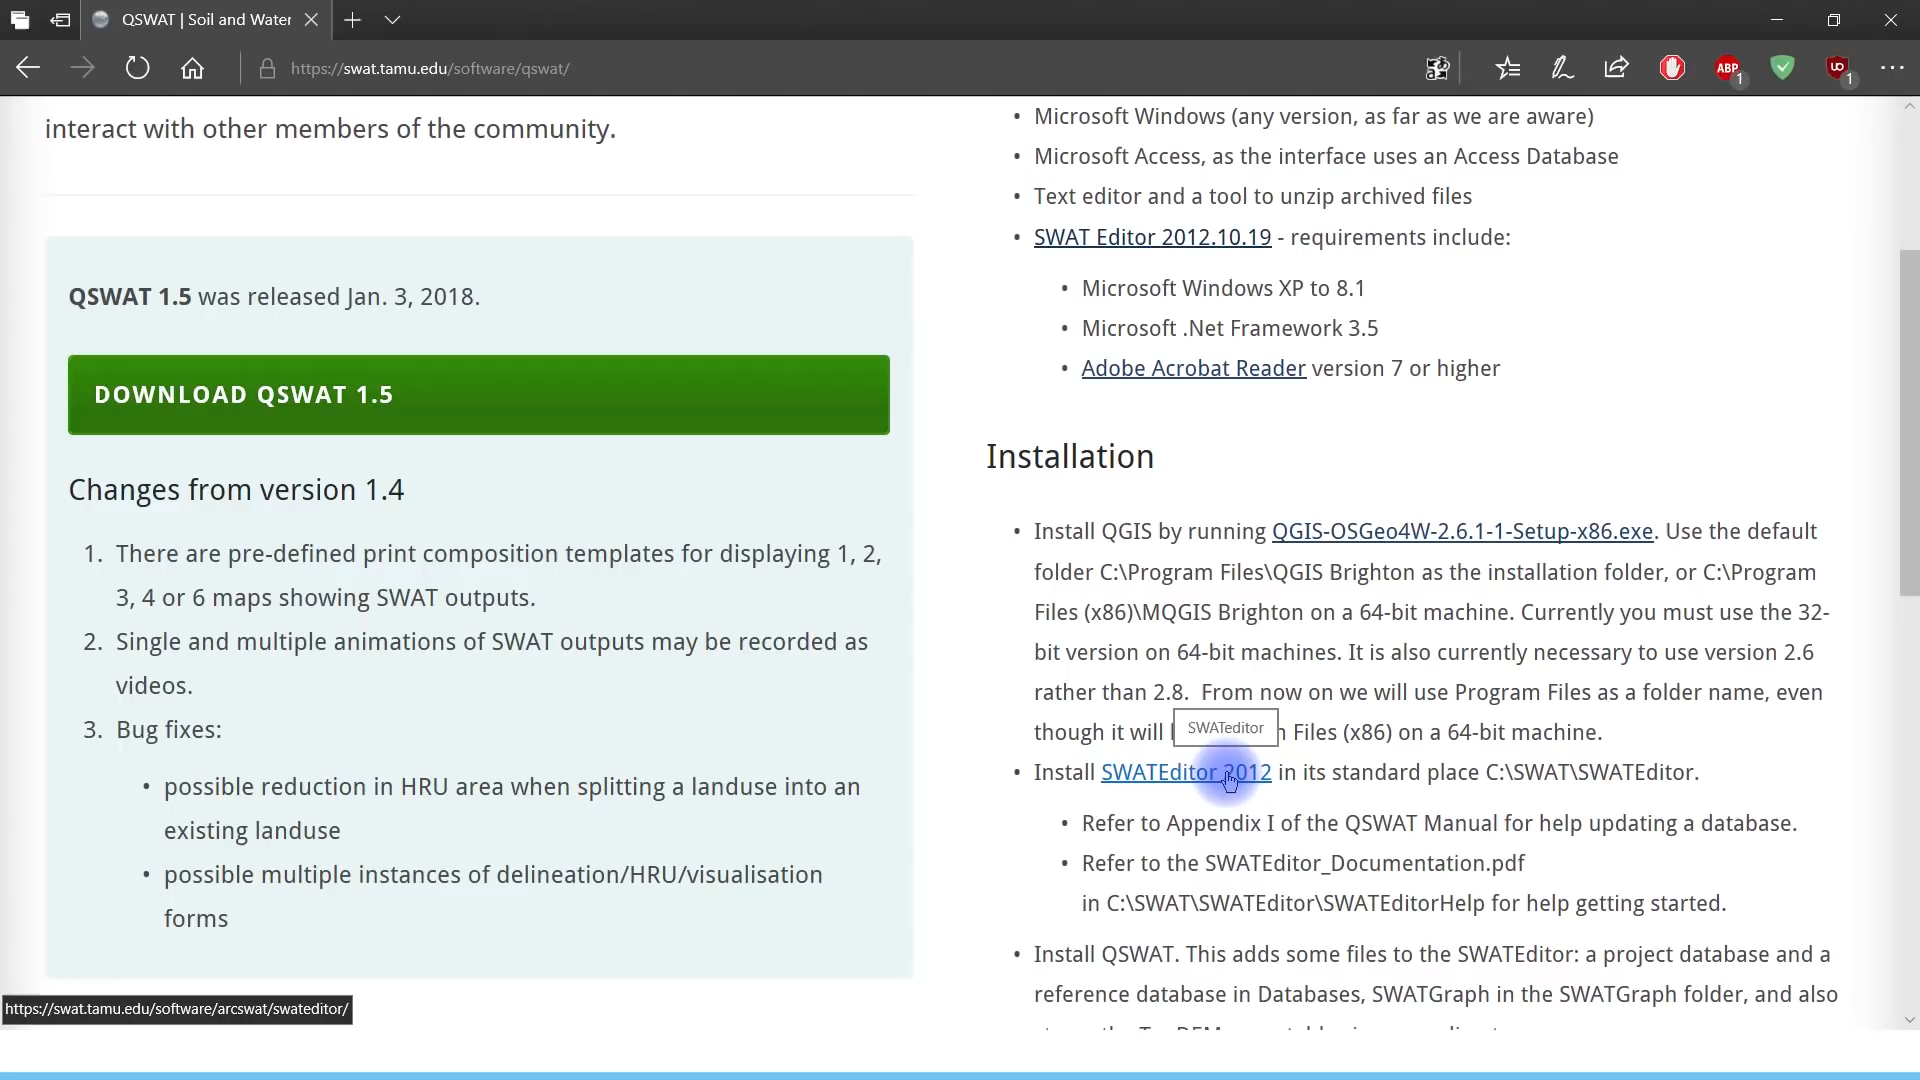 QSWAT | Soil and Water
https://swat.tamu.edu/software/qswat/
ABP
1
1
interact with other members of the community.
QSWAT 1.5 was released Jan. 3, 2018.
DOWNLOAD QSWAT 1.5
Changes from version 1.4
1. There are pre-defined print composition templates for displaying 1, 2,
3, 4 or 6 maps showing SWAT outputs.
2. Single and multiple animations of SWAT outputs may be recorded as
videos.
3. Bug fixes:
• possible reduction in HRU area when splitting a landuse into an
existing landuse
• possible multiple instances of delineation/HRU/visualisation
forms
• Microsoft Windows (any version, as far as we are aware)
• Microsoft Access, as the interface uses an Access Database
• Text editor and a tool to unzip archived files
• SWAT Editor 2012.10.19 - requirements include:
• Microsoft Windows XP to 8.1
• Microsoft .Net Framework 3.5
• Adobe Acrobat Reader version 7 or higher
Installation
• Install QGIS by running QGIS-OSGeo4W-2.6.1-1-Setup-x86.exe. Use the default
folder C:\Program Files\QGIS Brighton as the installation folder, or C:\Program
Files (x86)\MQGIS Brighton on a 64-bit machine. Currently you must use the 32-
bit version on 64-bit machines. It is also currently necessary to use version 2.6
rather than 2.8. From now on we will use Program Files as a folder name, even
though it will Files (x86) on a 64-bit machine.
SWATeditor
• Install SWATEditor 2012 in its standard place C:\SWAT\SWATEditor.
• Refer to Appendix I of the QSWAT Manual for help updating a database.
• Refer to the SWATEditor_Documentation.pdf
in C:\SWAT\SWATEditor\SWATEditorHelp for help getting started.
• Install QSWAT. This adds some files to the SWATEditor: a project database and a
reference database in Databases, SWATGraph in the SWATGraph folder, and also
https://swat.tamu.edu/software/arcswat/swateditor/